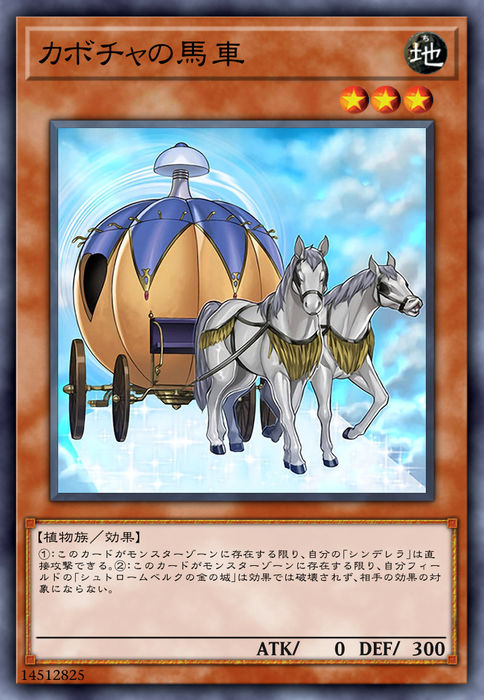 カボチャの馬車
ち
地
【植物族／効果】
①:このカードがモンスターゾーンに存在する限り、自分の「シンデレラ」は直
接攻撃できる。②:このカードがモンスターゾーンに存在する限り、自分フィー
ルドの「シュトロームベルクの金の城」は効果では破壊されず、相手の効果の対
象にならない。
ATK/ 0 DEF/ 300
14512825